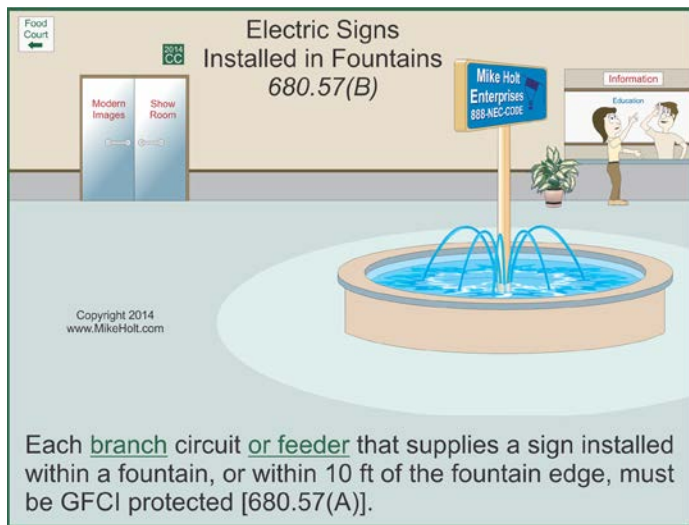 Food
Court
2014
CC
Electric Signs
Installed in Fountains
680.57(B)
Modern
Images
Show
Room
Mike Holt
Enterprises
888-NEC-CODE
Information
Education
Copyright 2014
www.MikeHolt.com
Each branch circuit or feeder that supplies a sign installed
within a fountain, or within 10 ft of the fountain edge, must
be GFCI protected [680.57(A)].